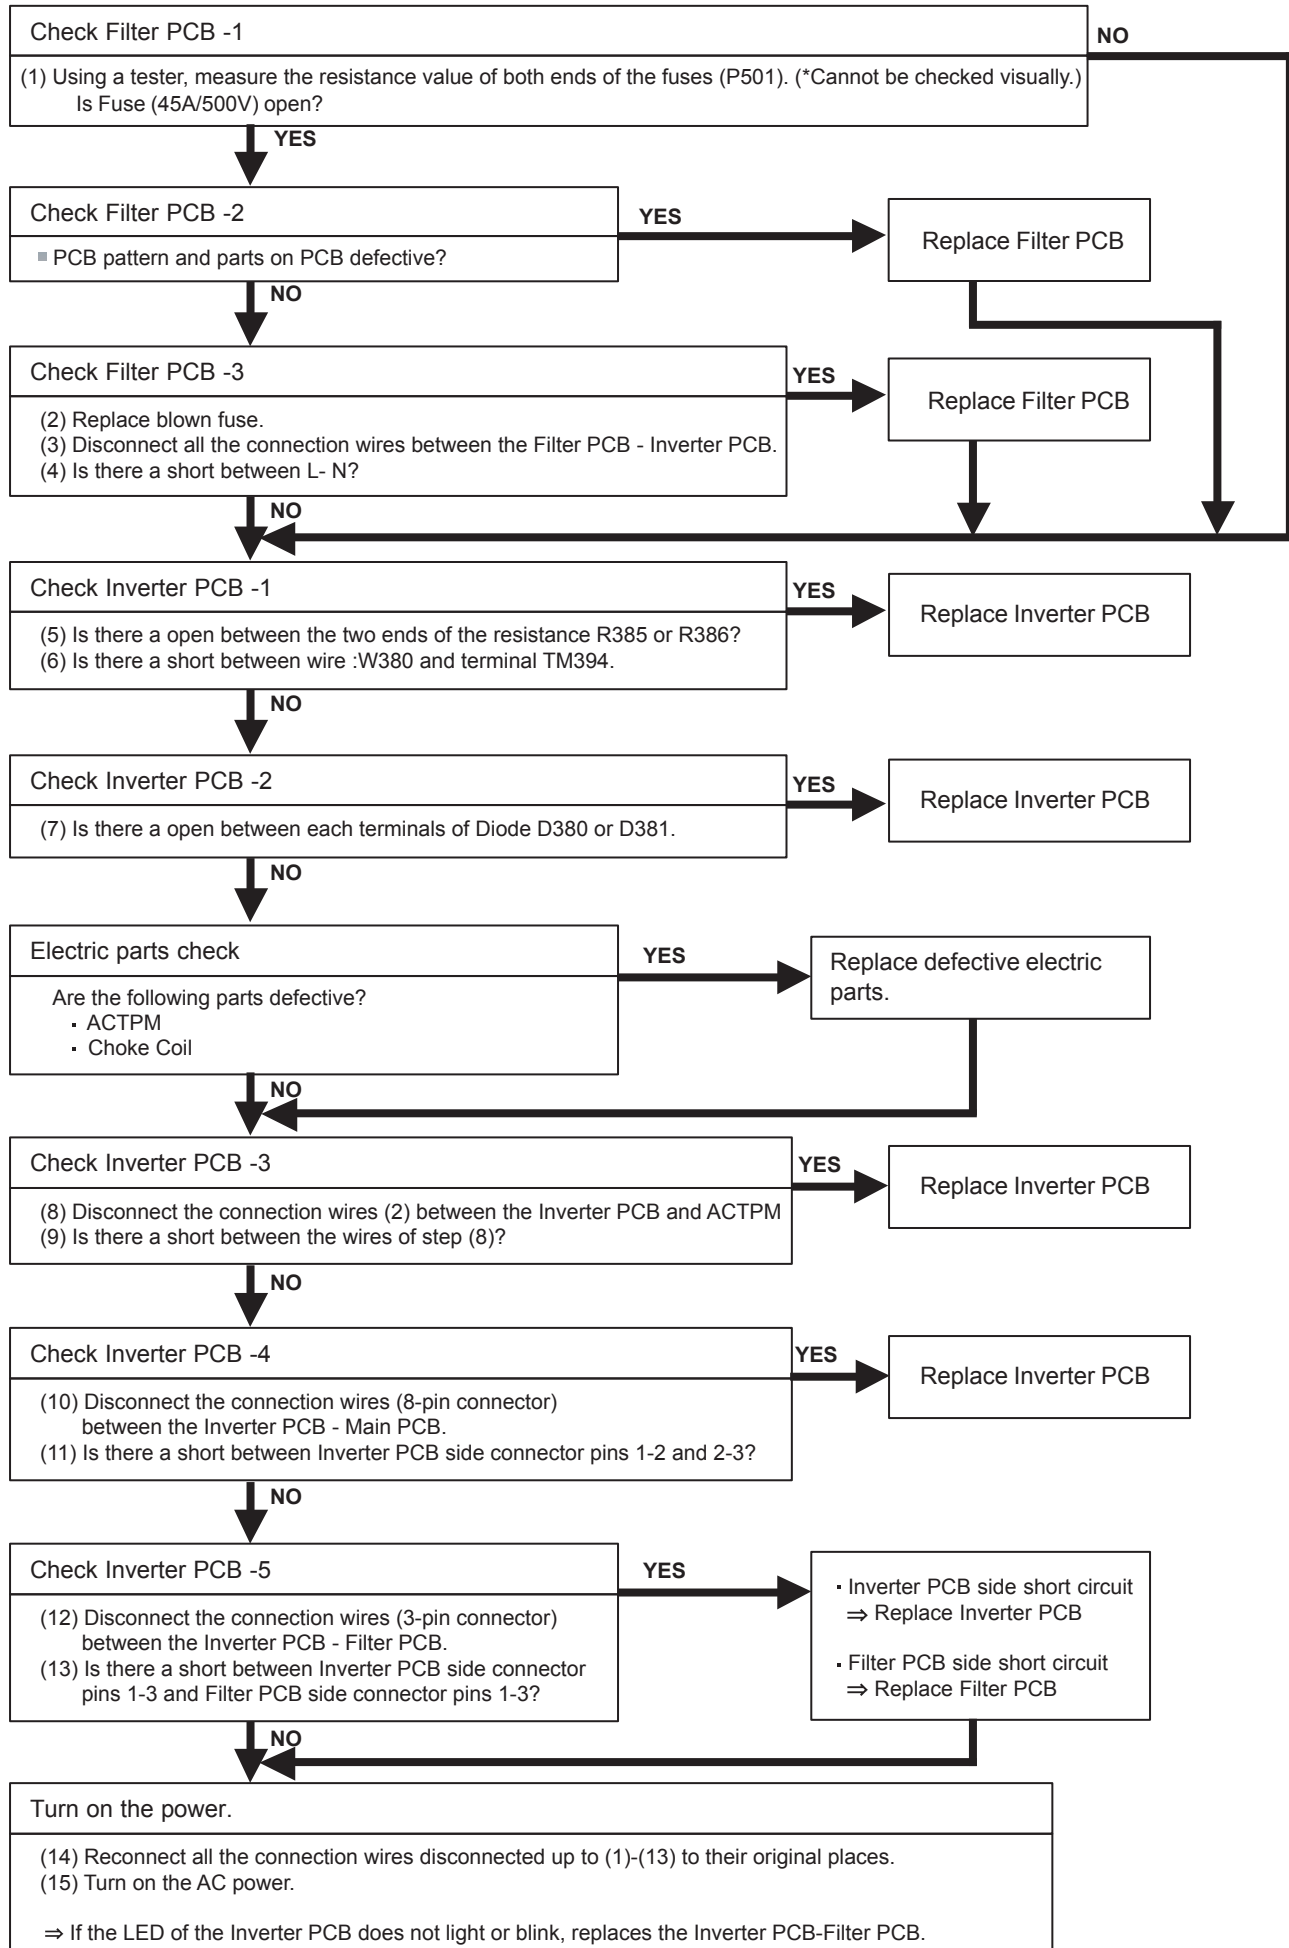 Check Filter PCB -1
NO
(1) Using a tester, measure the resistance value of both ends of the fuses (P501). (*Cannot be checked visually.)
Is Fuse (45A/500V) open?
YES
Check Filter PCB -2
YES
Replace Filter PCB
PCB pattern and parts on PCB defective?
NO
Check Filter PCB -3
YES
Replace Filter PCB
(2) Replace blown fuse.
(3) Disconnect all the connection wires between the Filter PCB - Inverter PCB.
(4) Is there a short between L- N?
NO
Check Inverter PCB -1
YES
Replace Inverter PCB
(5) Is there a open between the two ends of the resistance R385 or R386?
(6) Is there a short between wire :W380 and terminal TM394.
NO
Check Inverter PCB -2
YES
Replace Inverter PCB
(7) Is there a open between each terminals of Diode D380 or D381.
NO
Electric parts check
YES
Replace defective electric
parts.
Are the following parts defective?
· ACTPM
· Choke Coil
NO
Check Inverter PCB -3
YES
Replace Inverter PCB
(8) Disconnect the connection wires (2) between the Inverter PCB and ACTPM
(9) Is there a short between the wires of step (8)?
NO
Check Inverter PCB -4
YES
Replace Inverter PCB
(10) Disconnect the connection wires (8-pin connector)
between the Inverter PCB - Main PCB.
(11) Is there a short between Inverter PCB side connector pins 1-2 and 2-3?
NO
Check Inverter PCB -5
YES
· Inverter PCB side short circuit
⇒ Replace Inverter PCB
· Filter PCB side short circuit
⇒ Replace Filter PCB
(12) Disconnect the connection wires (3-pin connector)
between the Inverter PCB - Filter PCB.
(13) Is there a short between Inverter PCB side connector
pins 1-3 and Filter PCB side connector pins 1-3?
NO
Turn on the power.
(14) Reconnect all the connection wires disconnected up to (1)-(13) to their original places.
(15) Turn on the AC power.
⇒ If the LED of the Inverter PCB does not light or blink, replaces the Inverter PCB-Filter PCB.